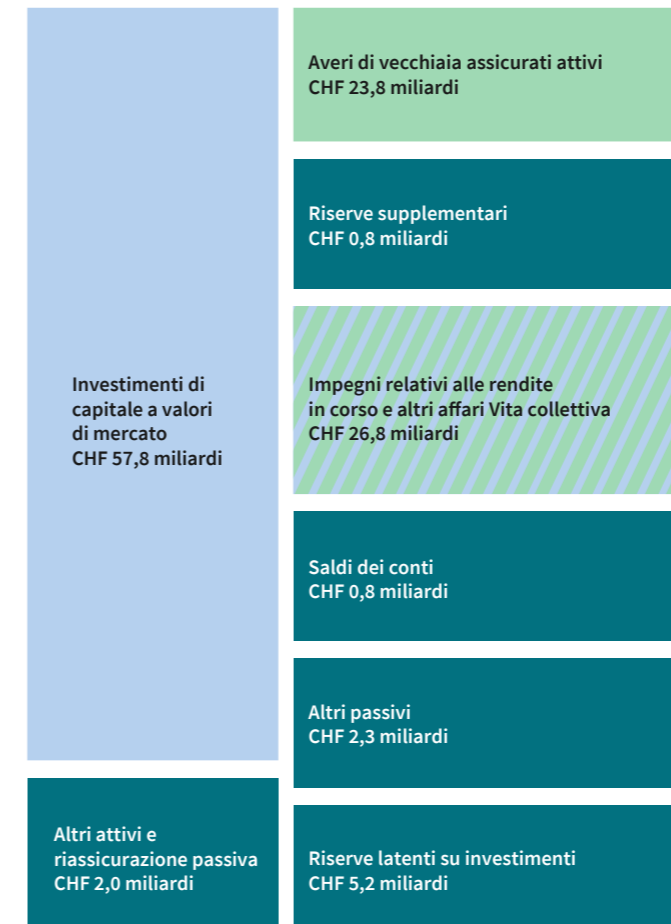 Investimenti di
capitale a valori
di mercato
CHF 57,8 miliardi
Altri attivi e
riassicurazione passiva
CHF 2,0 miliardi
Averi di vecchiaia assicurati attivi
CHF 23,8 miliardi
Riserve supplementari
CHF 0,8 miliardi
Impegni relativi alle rendite
in corso e altri affari Vita collettiva
CHF 26,8 miliardi
Saldi dei conti
CHF 0,8 miliardi
Altri passivi
CHF 2,3 miliardi
Riserve latenti su investimenti
CHF 5,2 miliardi